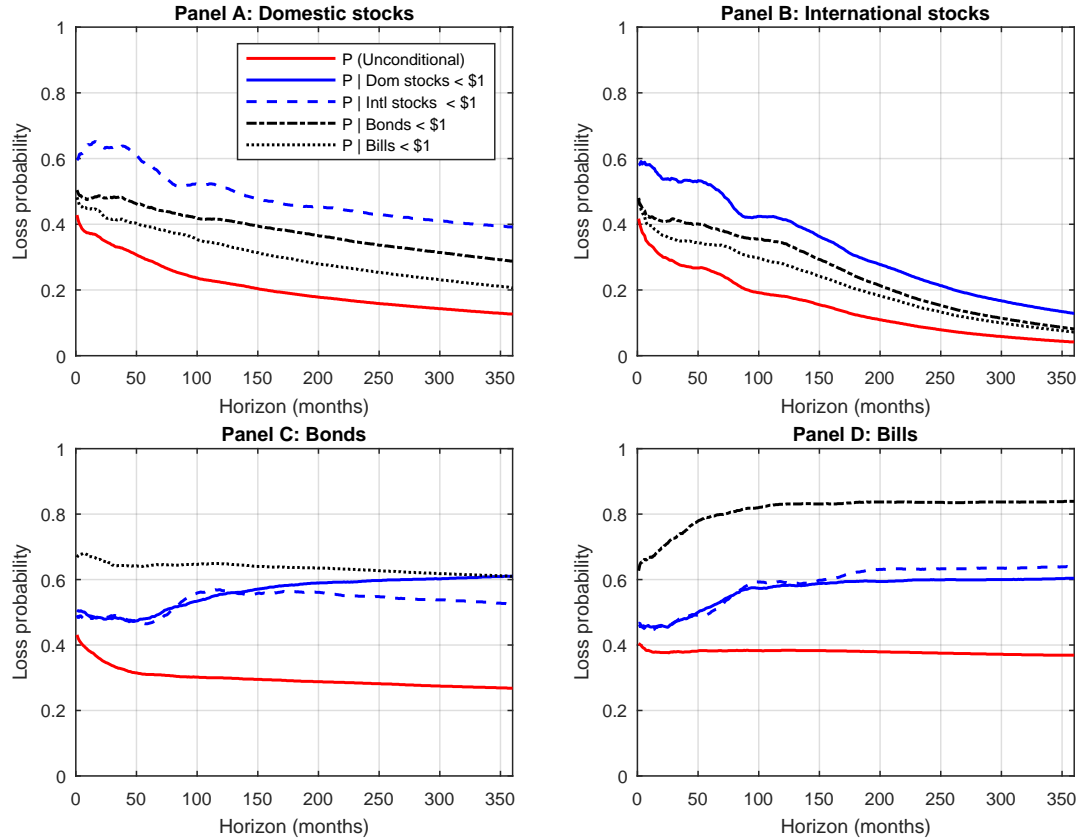 Panel A: Domestic stocks
1
0.8
0.6
0.4
0.2
0
Loss probability
P (Unconditional)
P | Dom stocks < $1
P | Intl stocks < $1
P | Bonds < $1
P | Bills < $1
0 50 100 150 200 250 300 350
Horizon (months)
Panel B: International stocks
1
0.8
0.6
0.4
0.2
0
Loss probability
0 50 100 150 200 250 300 350
Horizon (months)
Panel C: Bonds
1
0.8
0.6
0.4
0.2
0
Loss probability
0 50 100 150 200 250 300 350
Horizon (months)
Panel D: Bills
1
0.8
0.6
0.4
0.2
0
Loss probability
0 50 100 150 200 250 300 350
Horizon (months)